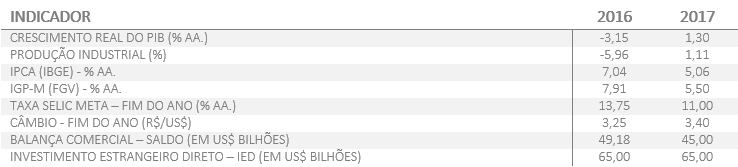 INDICADOR 2016 2017
CRESCIMENTO REAL DO PIB (% AA.) -3,15 1,30
PRODUÇÃO INDUSTRIAL (%) -5,96 1,11
IPCA (IBGE) - % AA. 7,04 5,06
IGP-M (FGV) - % AA. 7,91 5,50
TAXA SELIC META – FIM DO ANO (% AA.) 13,75 11,00
CÂMBIO - FIM DO ANO (R$/US$) 3,25 3,40
BALANÇA COMERCIAL – SALDO (EM US$ BILHÕES) 49,18 45,00
INVESTIMENTO ESTRANGEIRO DIRETO – IED (EM US$ BILHÕES) 65,00 65,00